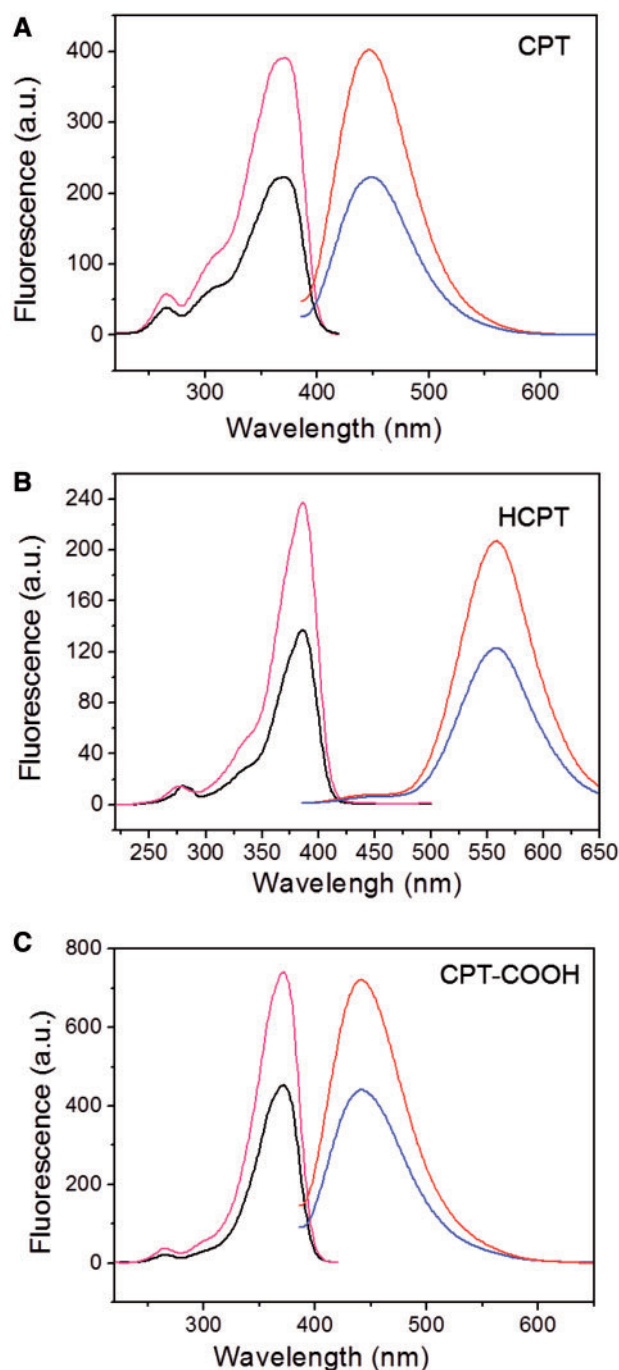 A
CPT
400
300
200
100
0
Fluorescence (a.u.)
300 400 500 600
Wavelength (nm)
B
HCPT
240
200
160
120
80
40
0
Fluorescence (a.u.)
250 300 350 400 450 500 550 600 650
Wavelengh (nm)
C
CPT-COOH
800
600
400
200
0
Fluorescence (a.u.)
300 400 500 600
Wavelength (nm)